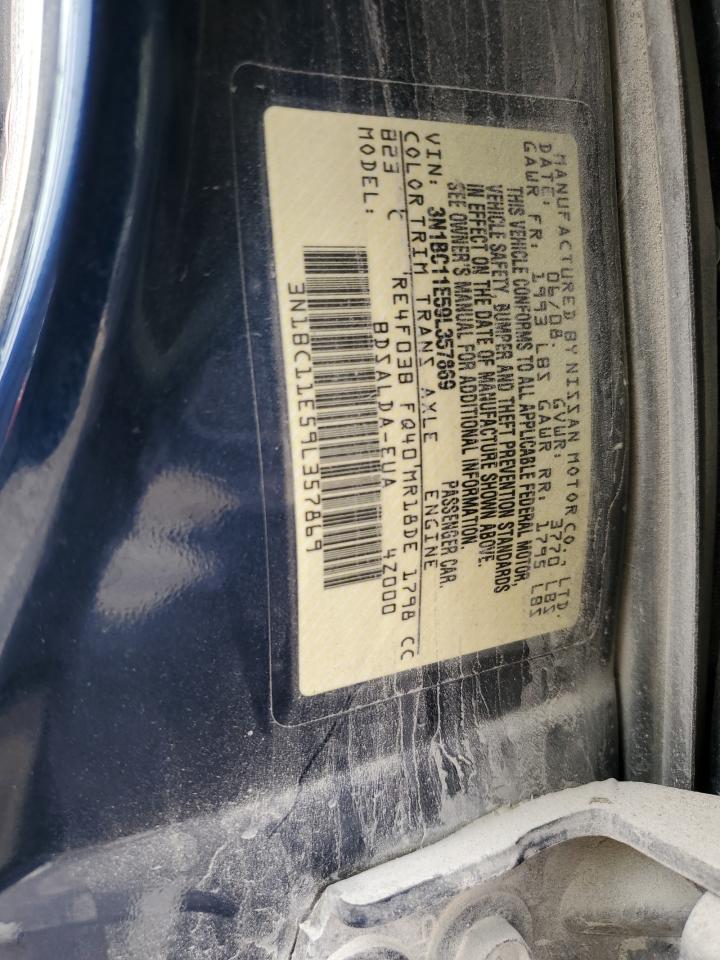 MANUFACTURED BY NISSAN MOTOR CO., LTD.
DATE: 06/08. GVWR: 3770 LBS
GAWR FR: 1993 LBS GAWR RR: 1795 LBS
THIS VEHICLE CONFORMS TO ALL APPLICABLE FEDERAL MOTOR
VEHICLE SAFETY, BUMPER AND THEFT PREVENTION STANDARDS
IN EFFECT ON THE DATE OF MANUFACTURE SHOWN ABOVE.
SEE OWNER'S MANUAL FOR ADDITIONAL INFORMATION.
VIN: 3N1BC11E59L357869 PASSENGER CAR.
COLOR TRIM TRANS AXLE ENGINE
B23 C RE4F03B FQ40 MR18DE 1798 CC
MODEL: BDSALDA-EUA 4Z000
3N1BC11E59L357869